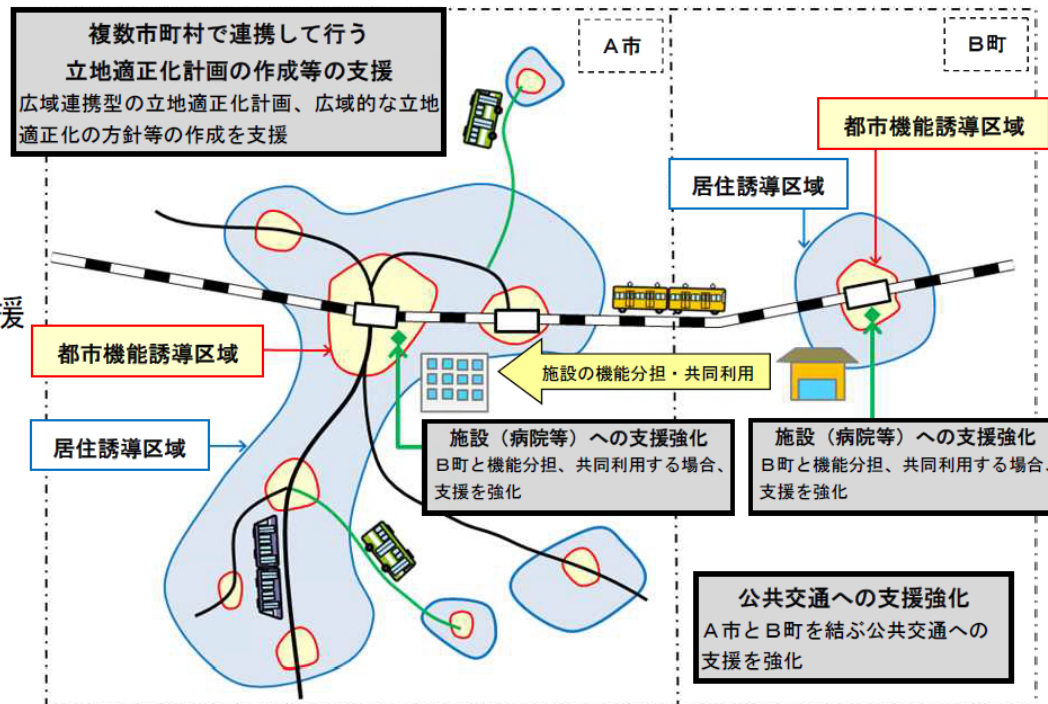 複数市町村で連携して行う
立地適正化計画の作成等の支援
広域連携型の立地適正化計画、広域的な立地
適正化の方針等の作成を支援
A市
B町
都市機能誘導区域
居住誘導区域
援
都市機能誘導区域
施設の機能分担・共同利用
居住誘導区域
施設（病院等）への支援強化
B町と機能分担、共同利用する場合、
支援を強化
施設（病院等）への支援強化
B町と機能分担、共同利用する場合、
支援を強化
公共交通への支援強化
A市とB町を結ぶ公共交通への
支援を強化